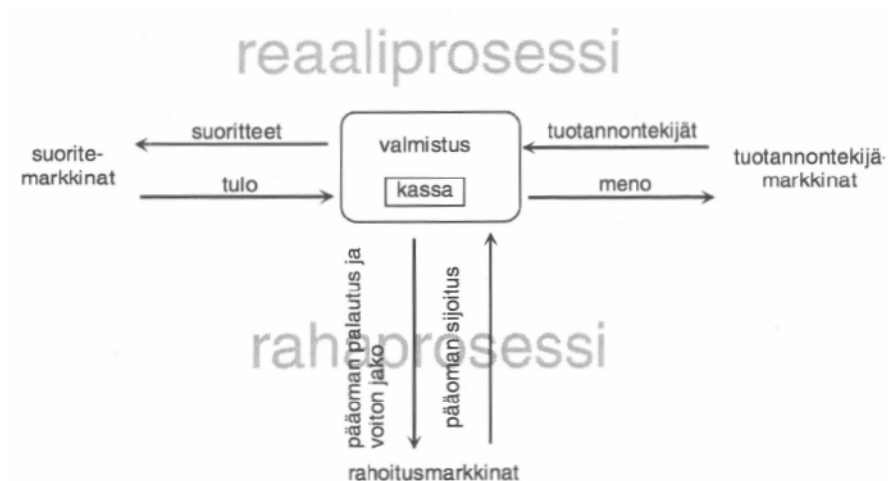 reaaliprosessi
suoritteet
valmistus
tuotannontekijät
suorite-
markkinat
tuotannontekijä-
markkinat
tulo
kassa
meno
pääoman palautus ja
voiton jako
pääoman sijoitus
rahaprosessi
rahoitusmarkkinat